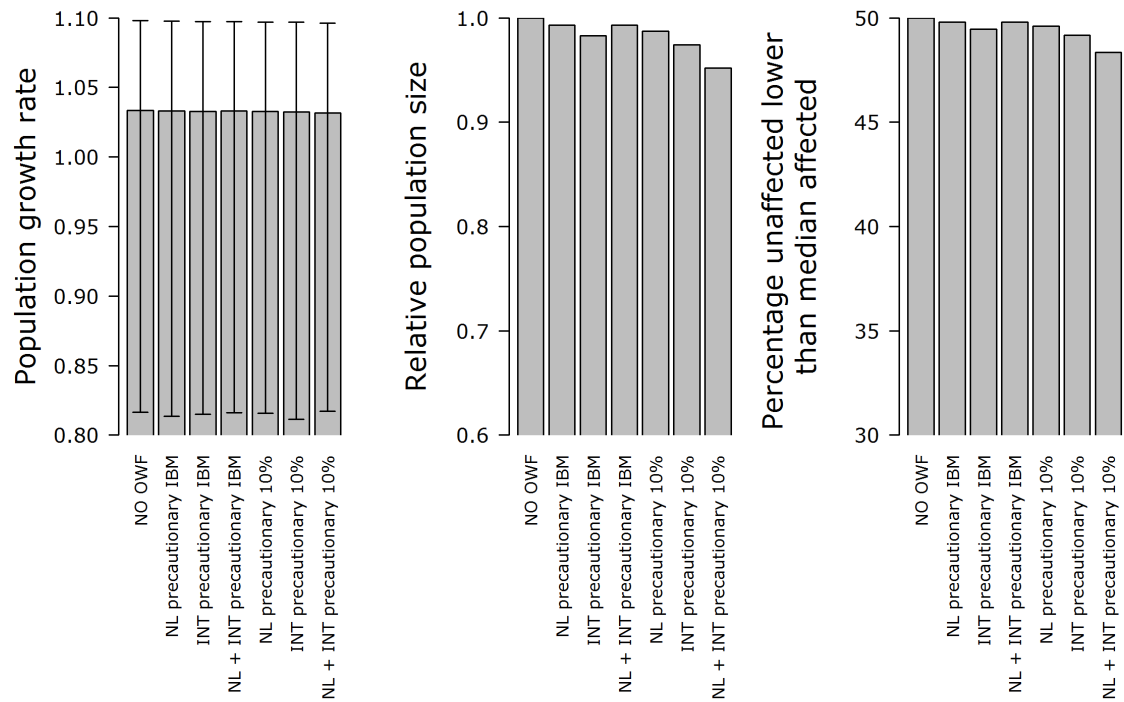 Population growth rate
1.10
1.05
1.00
0.95
0.90
0.85
0.80
NO OWF
NL precautionary IBM
INT precautionary IBM
NL + INT precautionary IBM
NL precautionary 10%
INT precautionary 10%
NL + INT precautionary 10%
Relative population size
1.0
0.9
0.8
0.7
0.6
NO OWF
NL precautionary IBM
INT precautionary IBM
NL + INT precautionary IBM
NL precautionary 10%
INT precautionary 10%
NL + INT precautionary 10%
Percentage unaffected lower
than median affected
50
45
40
35
30
NO OWF
NL precautionary IBM
INT precautionary IBM
NL + INT precautionary IBM
NL precautionary 10%
INT precautionary 10%
NL + INT precautionary 10%